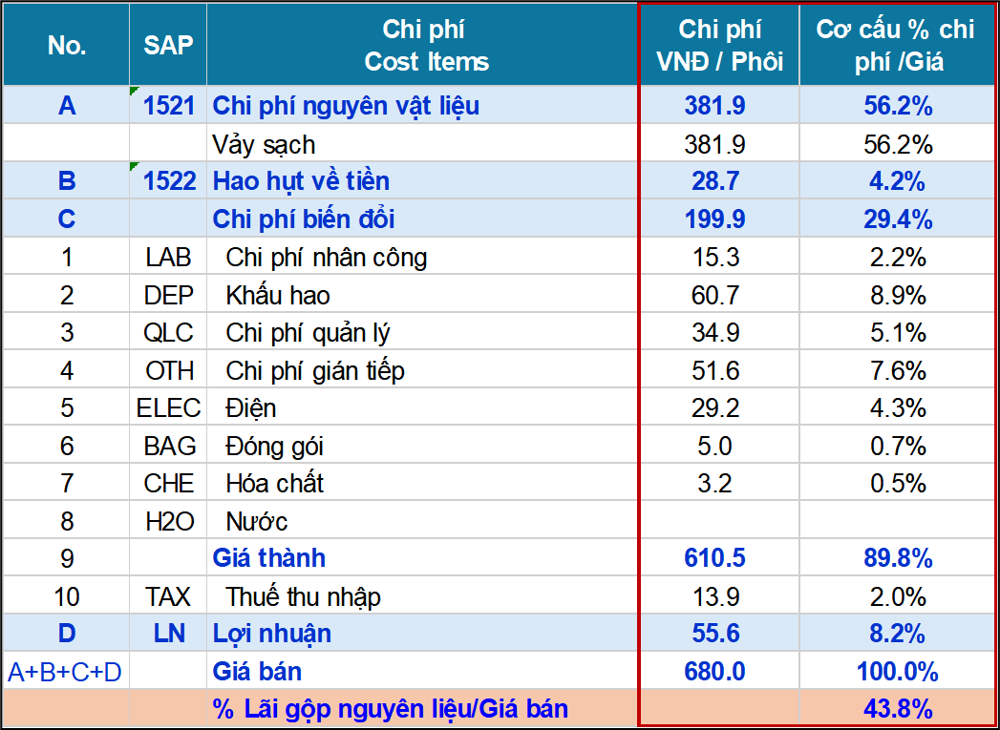 No. SAP Chi phí Cost Items Chi phí VNĐ / Phôi Cơ cấu % chi phí /Giá
A 1521 Chi phí nguyên vật liệu 381.9 56.2%
Vảy sạch 381.9 56.2%
B 1522 Hao hụt về tiền 28.7 4.2%
C Chi phí biến đổi 199.9 29.4%
1 LAB Chi phí nhân công 15.3 2.2%
2 DEP Khấu hao 60.7 8.9%
3 QLC Chi phí quản lý 34.9 5.1%
4 OTH Chi phí gián tiếp 51.6 7.6%
5 ELEC Điện 29.2 4.3%
6 BAG Đóng gói 5.0 0.7%
7 CHE Hóa chất 3.2 0.5%
8 H2O Nước
9 Giá thành 610.5 89.8%
10 TAX Thuế thu nhập 13.9 2.0%
D LN Lợi nhuận 55.6 8.2%
A+B+C+D Giá bán 680.0 100.0%
% Lãi gộp nguyên liệu/Giá bán 43.8%